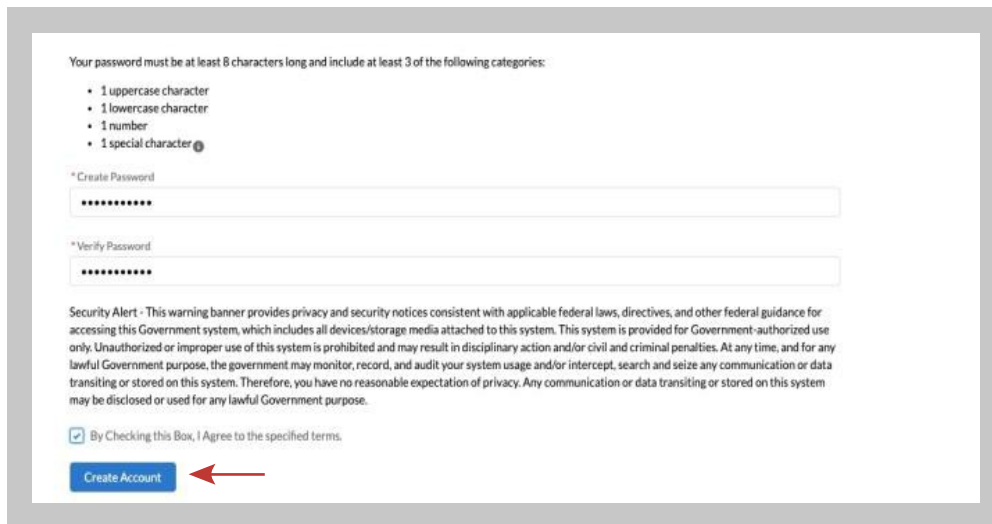 Your password must be at least 8 characters long and include at least 3 of the following categories:
• 1 uppercase character
• 1 lowercase character
• 1 number
• 1 special character
* Create Password
•••••••••••
* Verify Password
•••••••••••
Security Alert - This warning banner provides privacy and security notices consistent with applicable federal laws, directives, and other federal guidance for
accessing this Government system, which includes all devices/storage media attached to this system. This system is provided for Government-authorized use
only. Unauthorized or improper use of this system is prohibited and may result in disciplinary action and/or civil and criminal penalties. At any time, and for any
lawful Government purpose, the government may monitor, record, and audit your system usage and/or intercept, search and seize any communication or data
transiting or stored on this system. Therefore, you have no reasonable expectation of privacy. Any communication or data transiting or stored on this system
may be disclosed or used for any lawful Government purpose.
By Checking this Box, I Agree to the specified terms.
Create Account